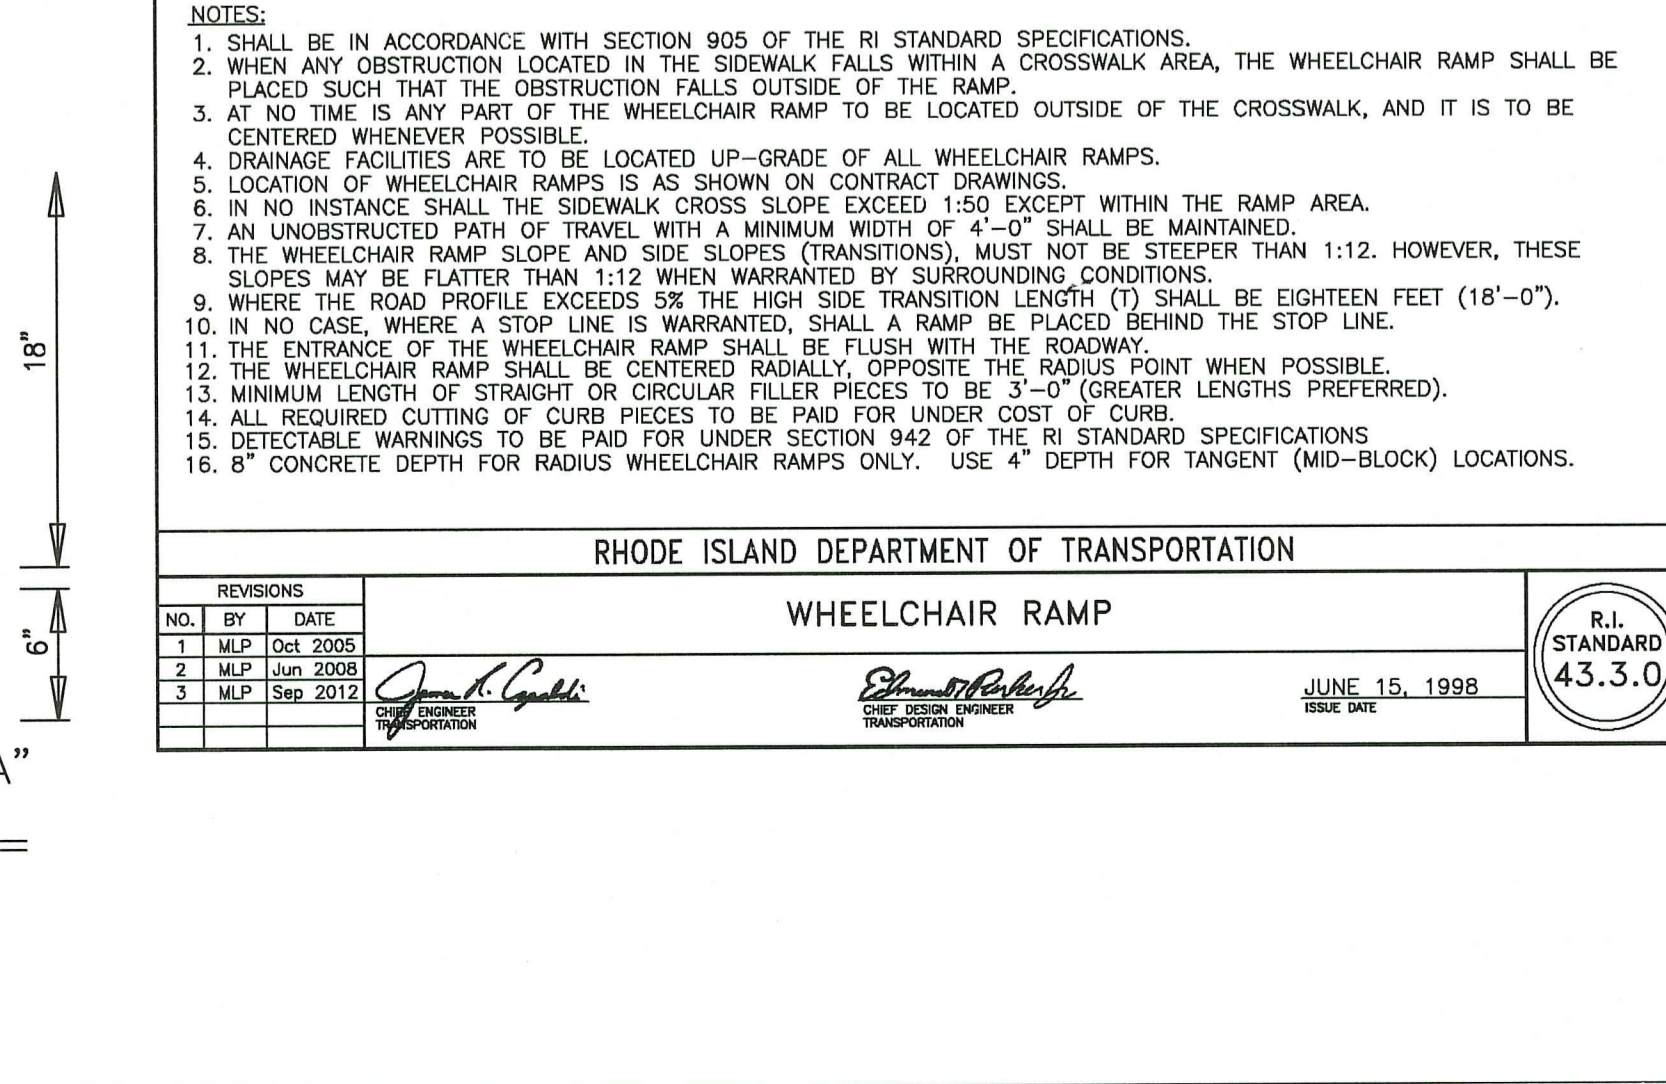 NOTES:
1. SHALL BE IN ACCORDANCE WITH SECTION 905 OF THE RI STANDARD SPECIFICATIONS.
2. WHEN ANY OBSTRUCTION LOCATED IN THE SIDEWALK FALLS WITHIN A CROSSWALK AREA, THE WHEELCHAIR RAMP SHALL BE
PLACED SUCH THAT THE OBSTRUCTION FALLS OUTSIDE OF THE RAMP.
3. AT NO TIME IS ANY PART OF THE WHEELCHAIR RAMP TO BE LOCATED OUTSIDE OF THE CROSSWALK, AND IT IS TO BE
CENTERED WHENEVER POSSIBLE.
4. DRAINAGE FACILITIES ARE TO BE LOCATED UP-GRADE OF ALL WHEELCHAIR RAMPS.
5. LOCATION OF WHEELCHAIR RAMPS IS AS SHOWN ON CONTRACT DRAWINGS.
6. IN NO INSTANCE SHALL THE SIDEWALK CROSS SLOPE EXCEED 1:50 EXCEPT WITHIN THE RAMP AREA.
7. AN UNOBSTRUCTED PATH OF TRAVEL WITH A MINIMUM WIDTH OF 4'-0" SHALL BE MAINTAINED.
8. THE WHEELCHAIR RAMP SLOPE AND SIDE SLOPES (TRANSITIONS), MUST NOT BE STEEPER THAN 1:12. HOWEVER, THESE
SLOPES MAY BE FLATTER THAN 1:12 WHEN WARRANTED BY SURROUNDING CONDITIONS.
9. WHERE THE ROAD PROFILE EXCEEDS 5% THE HIGH SIDE TRANSITION LENGTH (T) SHALL BE EIGHTEEN FEET (18'-0").
10. IN NO CASE, WHERE A STOP LINE IS WARRANTED, SHALL A RAMP BE PLACED BEHIND THE STOP LINE.
11. THE ENTRANCE OF THE WHEELCHAIR RAMP SHALL BE FLUSH WITH THE ROADWAY.
12. THE WHEELCHAIR RAMP SHALL BE CENTERED RADIALLY, OPPOSITE THE RADIUS POINT WHEN POSSIBLE.
13. MINIMUM LENGTH OF STRAIGHT OR CIRCULAR FILLER PIECES TO BE 3'-0" (GREATER LENGTHS PREFERRED).
14. ALL REQUIRED CUTTING OF CURB PIECES TO BE PAID FOR UNDER COST OF CURB.
15. DETECTABLE WARNINGS TO BE PAID FOR UNDER SECTION 942 OF THE RI STANDARD SPECIFICATIONS
16. 8" CONCRETE DEPTH FOR RADIUS WHEELCHAIR RAMPS ONLY. USE 4" DEPTH FOR TANGENT (MID-BLOCK) LOCATIONS.
18"
6"
A"
RHODE ISLAND DEPARTMENT OF TRANSPORTATION
REVISIONS
NO. BY DATE
1 MLP Oct 2005
2 MLP Jun 2008
3 MLP Sep 2012
WHEELCHAIR RAMP
CHIEF ENGINEER
TRANSPORTATION
CHIEF DESIGN ENGINEER
TRANSPORTATION
JUNE 15, 1998
ISSUE DATE
R.I.
STANDARD
43.3.0